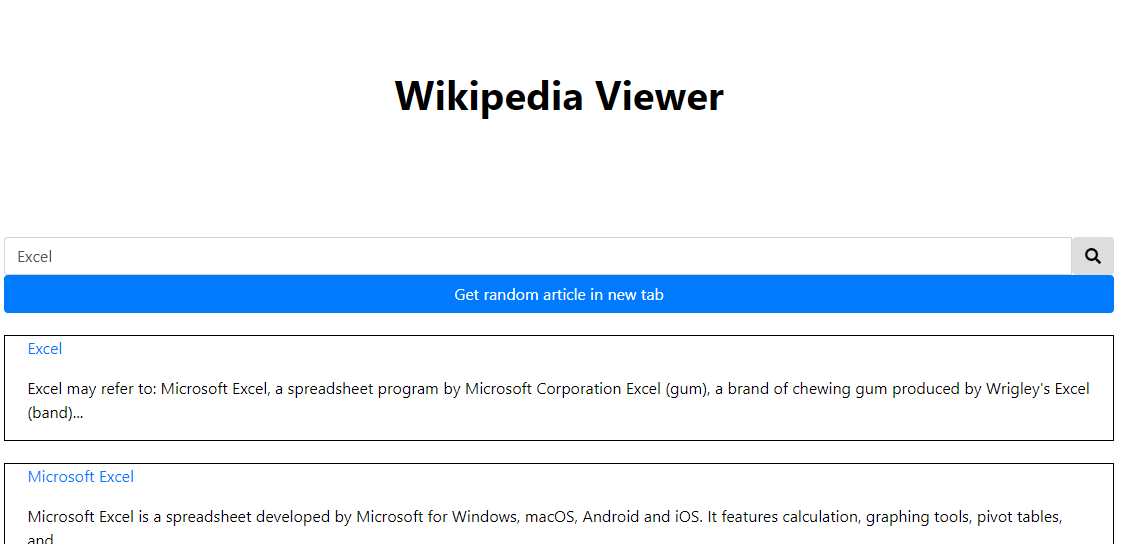 Wikipedia Viewer
Excel
Get random article in new tab
Excel
Excel may refer to: Microsoft Excel, a spreadsheet program by Microsoft Corporation Excel (gum), a brand of chewing gum produced by Wrigley's Excel
(band)...
Microsoft Excel
Microsoft Excel is a spreadsheet developed by Microsoft for Windows, macOS, Android and iOS. It features calculation, graphing tools, pivot tables,
and